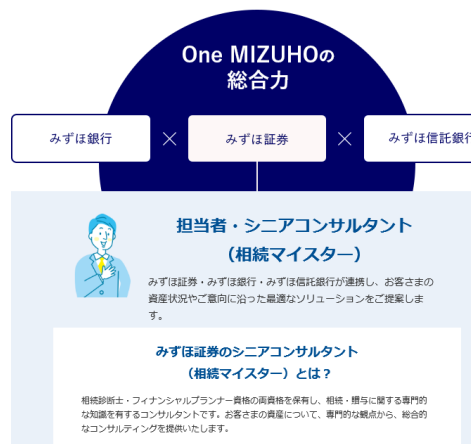 One MIZUHOの
総合力
みずほ銀行
×
みずほ証券
×
みずほ信託銀行
担当者・シニアコンサルタント
（相続マイスター）
みずほ証券・みずほ銀行・みずほ信託銀行が連携し、お客さまの
資産状況やご意向に沿った最適なソリューションをご提案しま
す。
みずほ証券のシニアコンサルタント
（相続マイスター）とは？
相続診断士・フィナンシャルプランナー資格の両資格を保有し、相続・贈与に関する専門的
な知識を有するコンサルタントです。お客さまの資産について、専門的な観点から、総合的
なコンサルティングを提供いたします。